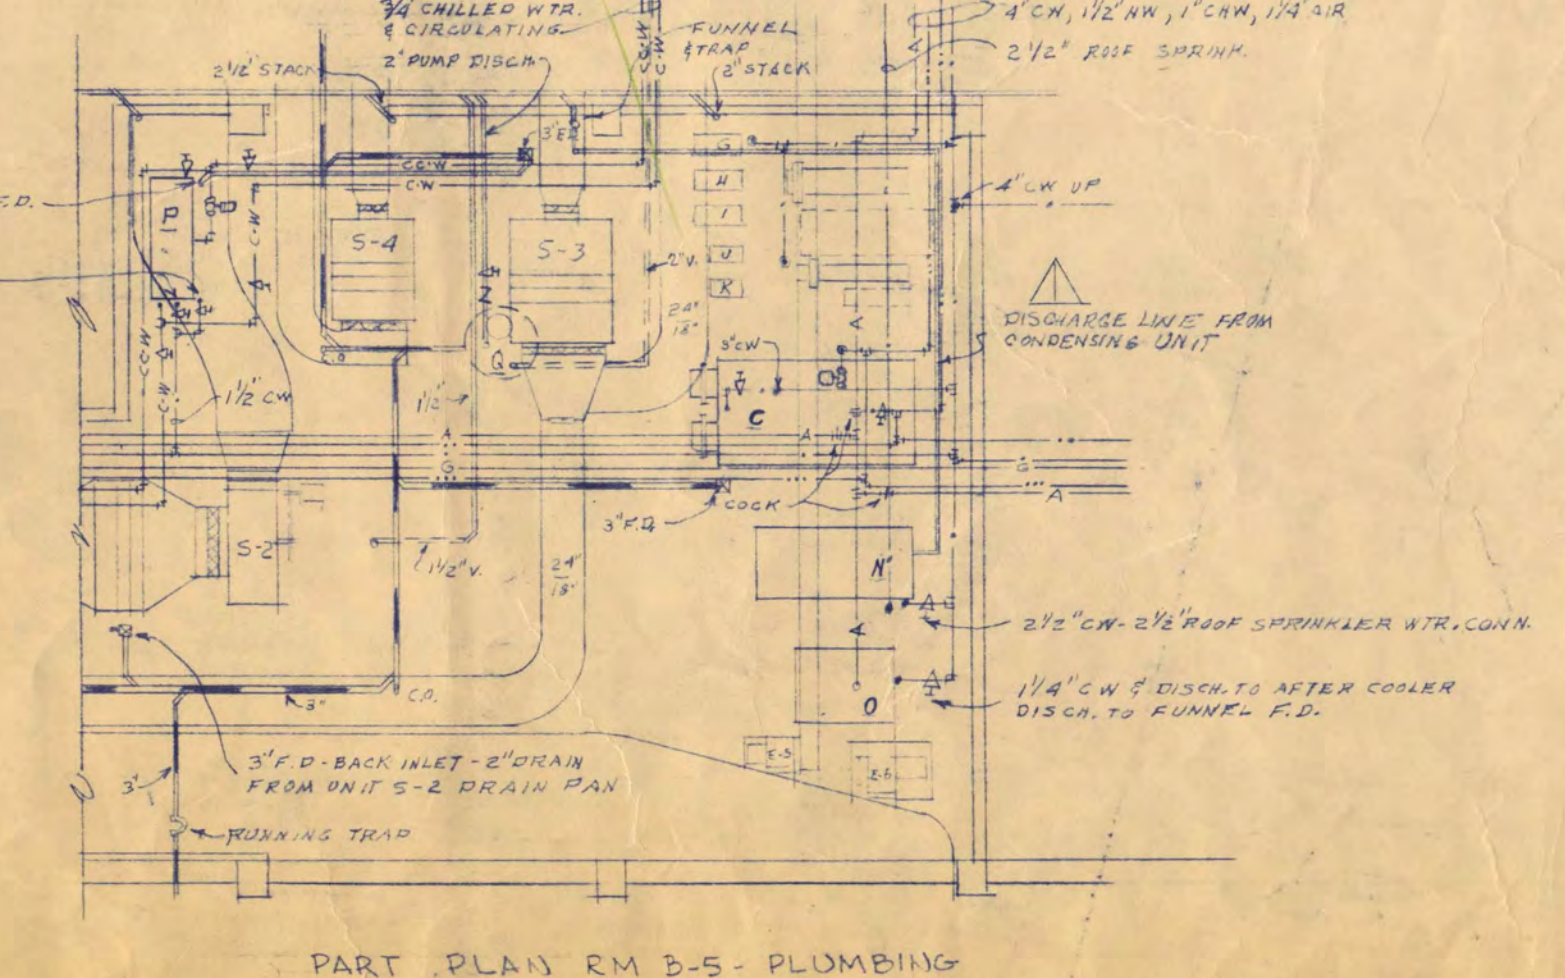 3/4" CHILLED WTR.
& CIRCULATING
2" PUMP DISCH.
2 1/2" STACK
FUNNEL
& TRAP
2" STACK
4" CW, 1 1/2" HW, 1" CHW, 1 1/4" AIR
2 1/2" ROOF SPRINK.
C.C.W
C.W
A
3"F
G
C.C.W
C.W
F.D.
P1
C.W
S-4
S-3
H
I
J
K
2"V.
24"
18"
4" CW UP
A
DISCHARGE LINE FROM
CONDENSING UNIT
Z
Q
C.O.
3"CW
C.C.W
C.W
1 1/2" CW
1 1/2"
C
A
A
G
G
A
3"F.D.
COCK
S-2
1 1/2" V.
24"
18"
N
2 1/2" CW - 2 1/2" ROOF SPRINKLER WTR. CONN.
A
3"
C.O.
O
1 1/4" CW & DISCH. TO AFTER COOLER
DISCH. TO FUNNEL F.D.
3" F.D - BACK INLET - 2" DRAIN
FROM UNIT S-2 DRAIN PAN
E-5
E-6
3"
RUNNING TRAP
PART PLAN RM B-5 - PLUMBING